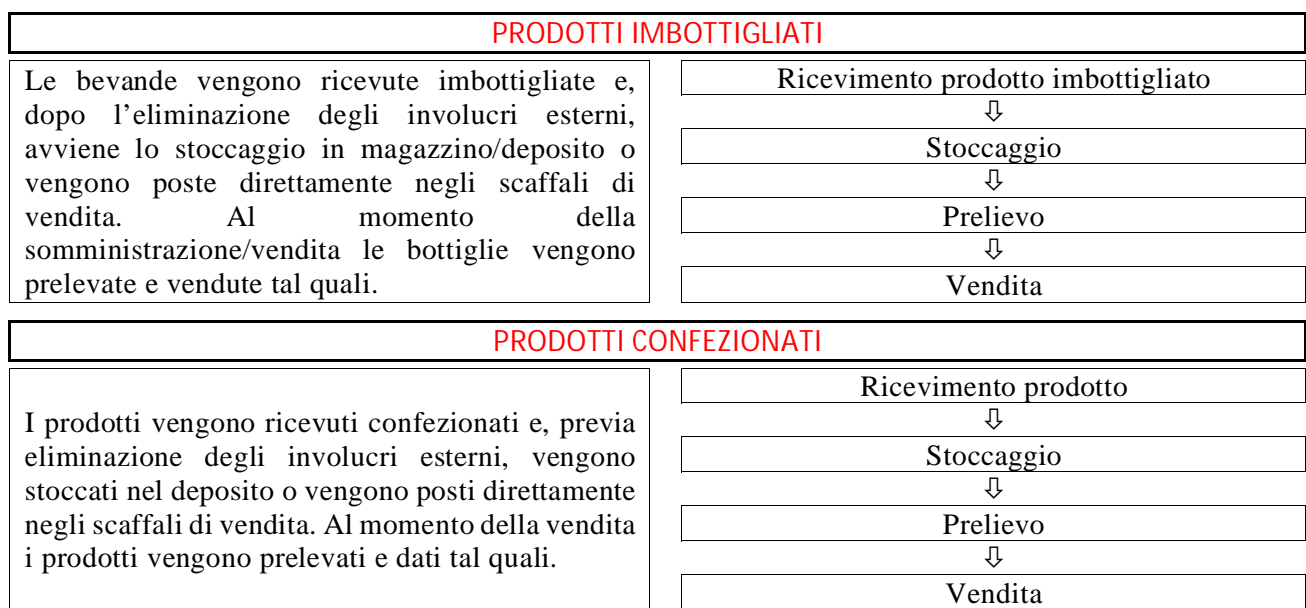 PRODOTTI IMBOTTIGLIATI
Le bevande vengono ricevute imbottigliate e,
dopo l’eliminazione degli involucri esterni,
avviene lo stoccaggio in magazzino/deposito o
vengono poste direttamente negli scaffali di
vendita. Al momento della
somministrazione/vendita le bottiglie vengono
prelevate e vendute tal quali.
Ricevimento prodotto imbottigliato
⇩
Stoccaggio
⇩
Prelievo
⇩
Vendita
PRODOTTI CONFEZIONATI
I prodotti vengono ricevuti confezionati e, previa
eliminazione degli involucri esterni, vengono
stoccati nel deposito o vengono posti direttamente
negli scaffali di vendita. Al momento della vendita
i prodotti vengono prelevati e dati tal quali.
Ricevimento prodotto
⇩
Stoccaggio
⇩
Prelievo
⇩
Vendita